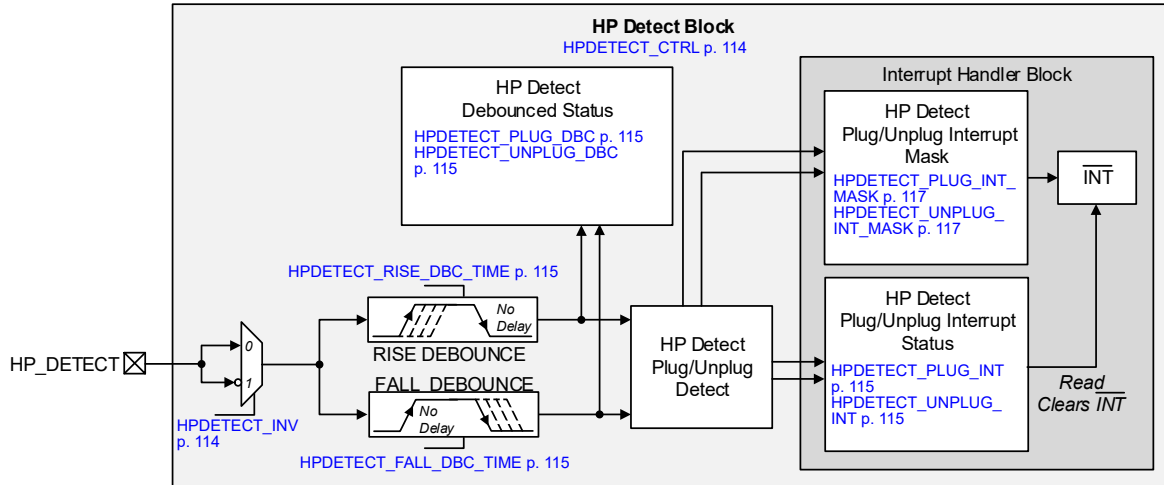 HP Detect Block
HPDETECT_CTRL p. 114
HP Detect
Debounced Status
HPDETECT_PLUG_DBC p. 115
HPDETECT_UNPLUG_DBC
p. 115
Interrupt Handler Block
HP Detect
Plug/Unplug Interrupt
Mask
HPDETECT_PLUG_INT_
MASK p. 117
HPDETECT_UNPLUG_
INT_MASK p. 117
INT
HPDETECT_RISE_DBC_TIME p. 115
No
Delay
RISE DEBOUNCE
HP_DETECT
0
1
HPDETECT_INV
p. 114
FALL DEBOUNCE
No
Delay
HPDETECT_FALL_DBC_TIME p. 115
HP Detect
Plug/Unplug
Detect
HP Detect
Plug/Unplug Interrupt
Status
HPDETECT_PLUG_INT
p. 115
HPDETECT_UNPLUG_
INT p. 115
Read
Clears INT